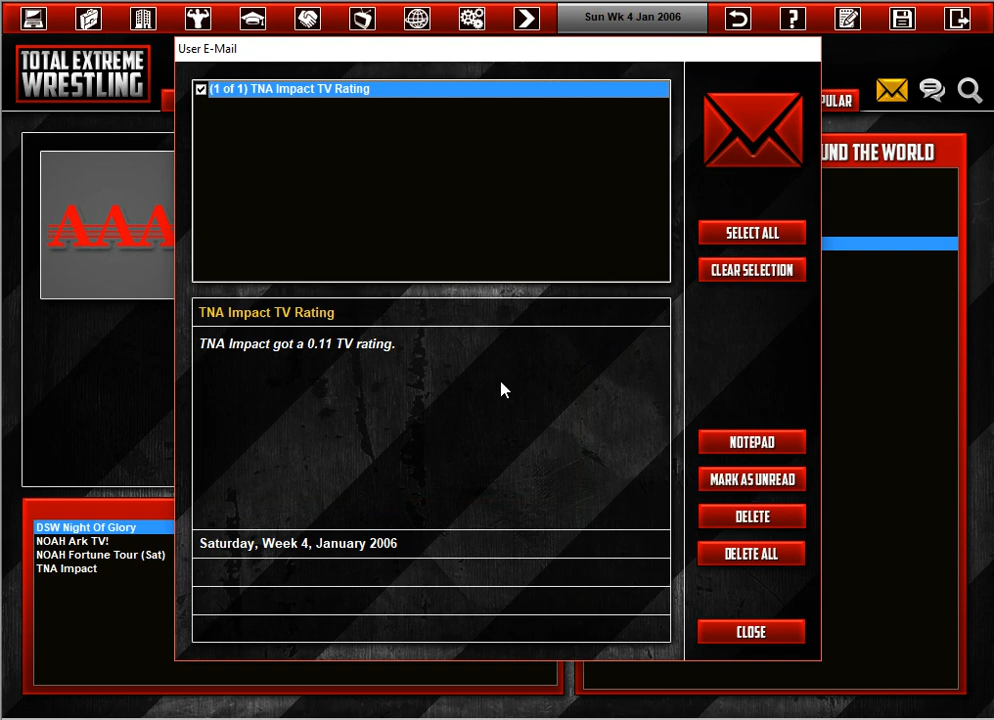 Sun Wk 4 Jan 2006
User E-Mail
TOTAL EXTREME
WRESTLING
(1 of 1) TNA Impact TV Rating
AAA
SELECT ALL
CLEAR SELECTION
TNA Impact TV Rating
TNA Impact got a 0.11 TV rating.
NOTEPAD
MARK AS UNREAD
DELETE
DELETE ALL
Saturday, Week 4, January 2006
CLOSE
DSW Night Of Glory
NOAH Ark TV!
NOAH Fortune Tour (Sat)
TNA Impact
PULAR
UND THE WORLD